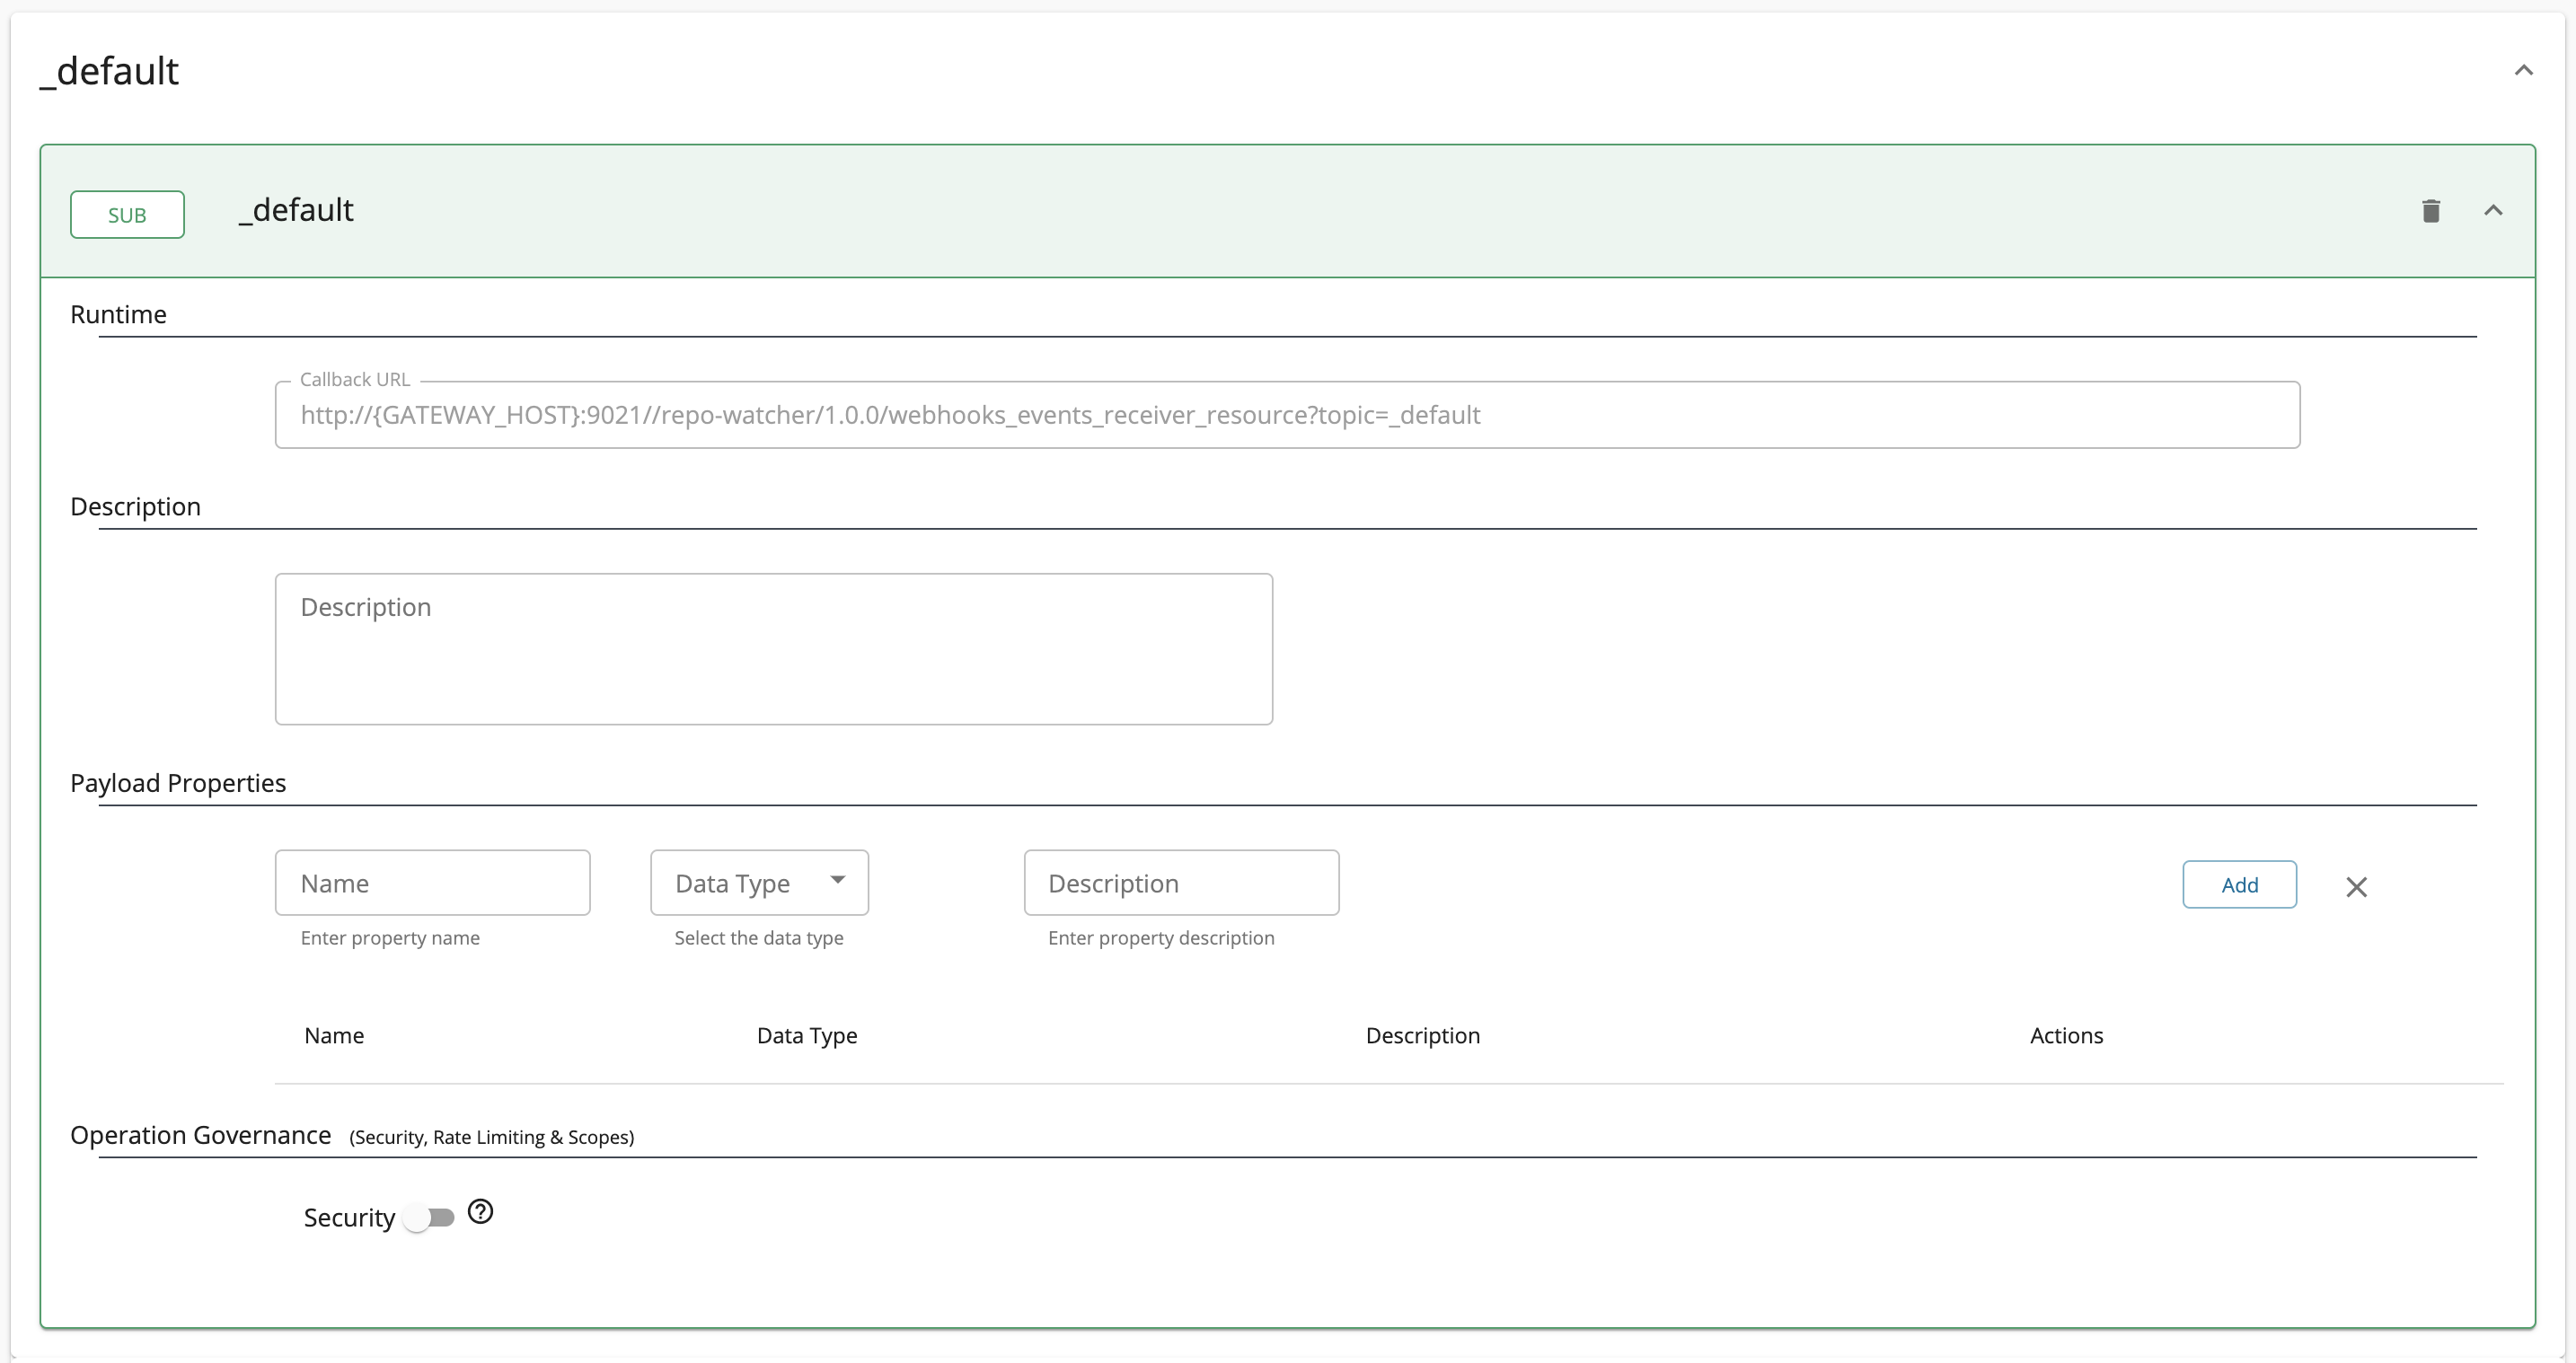 _default
SUB
_default
Runtime
Callback URL
http://{GATEWAY_HOST}:9021//repo-watcher/1.0.0/webhooks_events_receiver_resource?topic=_default
Description
Description
Payload Properties
Name
Data Type
Description
Add
Enter property name
Select the data type
Enter property description
Name
Data Type
Description
Actions
Operation Governance (Security, Rate Limiting & Scopes)
Security